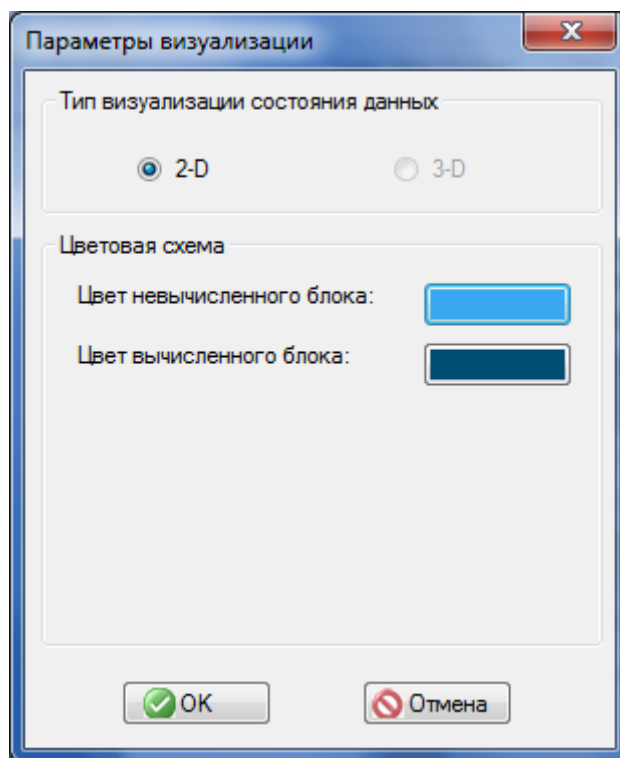 Параметры визуализации
Тип визуализации состояния данных
2-D 3-D
Цветовая схема
Цвет невычисленного блока:
Цвет вычисленного блока:
OK Отмена